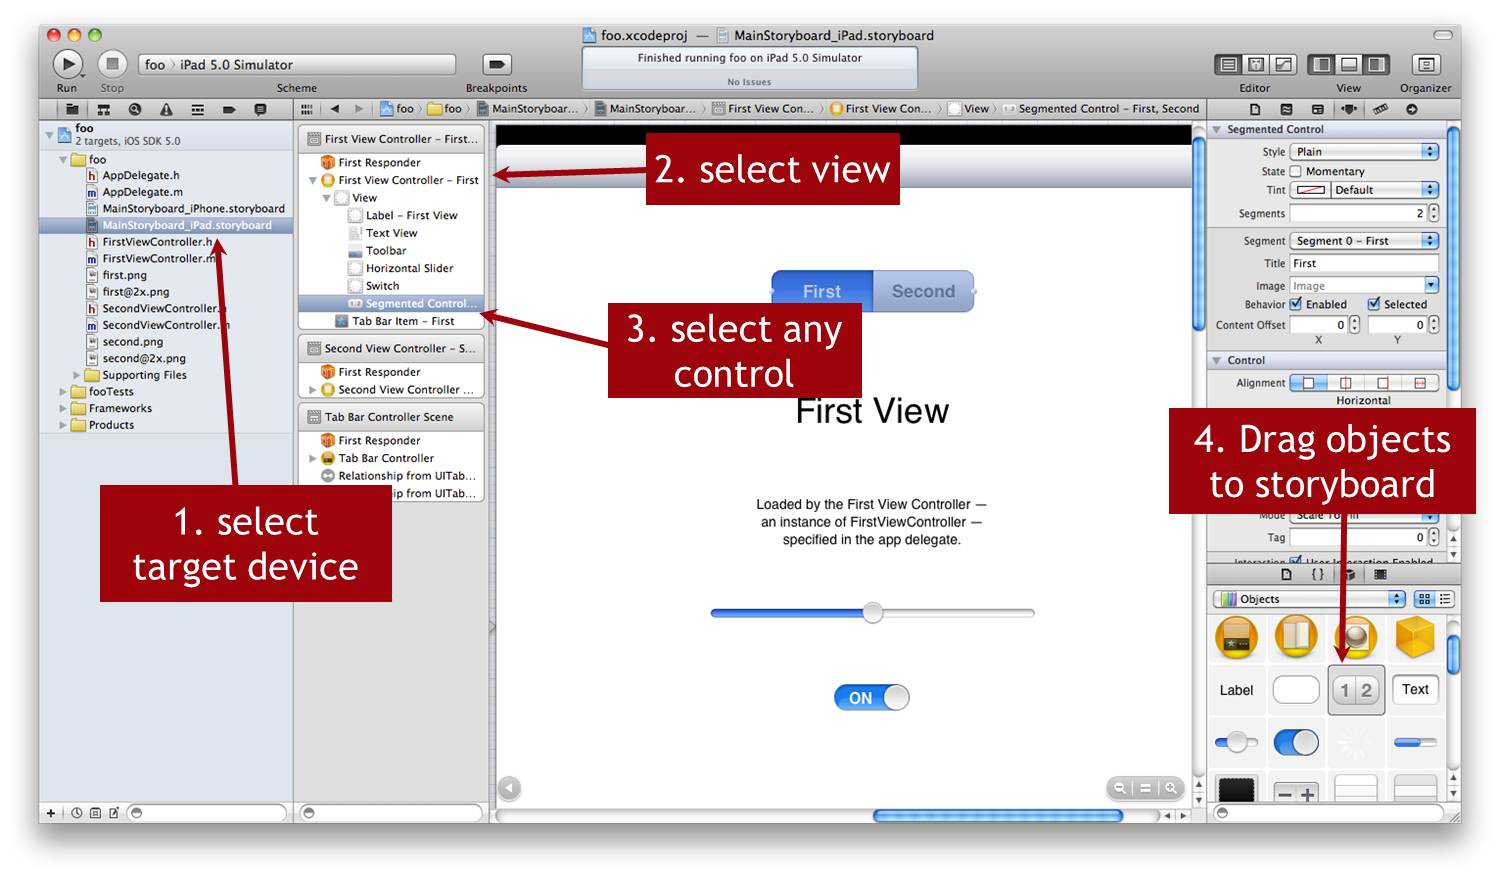 foo.xcodeproj — MainStoryboard_iPad.storyboard
foo › iPad 5.0 Simulator
Finished running foo on iPad 5.0 Simulator
No Issues
Run
Stop
Scheme
Breakpoints
Editor
View
Organizer
foo
foo
MainStoryboar...
MainStoryboar...
First View Con...
First View Con...
View
Segmented Control – First, Second
foo
2 targets, iOS SDK 5.0
foo
AppDelegate.h
AppDelegate.m
MainStoryboard_iPhone.storyboard
MainStoryboard_iPad.storyboard
FirstViewController.h
FirstViewController.m
first.png
first@2x.png
SecondViewController.h
SecondViewController.m
second.png
second@2x.png
Supporting Files
fooTests
Frameworks
Products
1. select
target device
First View Controller – First...
First Responder
First View Controller – First
View
Label – First View
Text View
Toolbar
Horizontal Slider
Switch
Segmented Control...
Tab Bar Item – First
Second View Controller – S...
First Responder
Second View Controller ...
Tab Bar Controller Scene
First Responder
Tab Bar Controller
Relationship from UITab...
from UITab...
2. select view
First
Second
3. select any
control
First View
Loaded by the First View Controller —
an instance of FirstViewController —
specified in the app delegate.
ON
Segmented Control
Style Plain
State Momentary
Tint Default
Segments 2
Segment Segment 0 – First
Title First
Image Image
Behavior Enabled Selected
Content Offset 0 0
X Y
Control
Alignment
Horizontal
4. Drag objects
to storyboard
Mode Scale To Fill
Tag 0
Interaction User Interaction Enabled
{ }
Objects
Label
1 2
Text